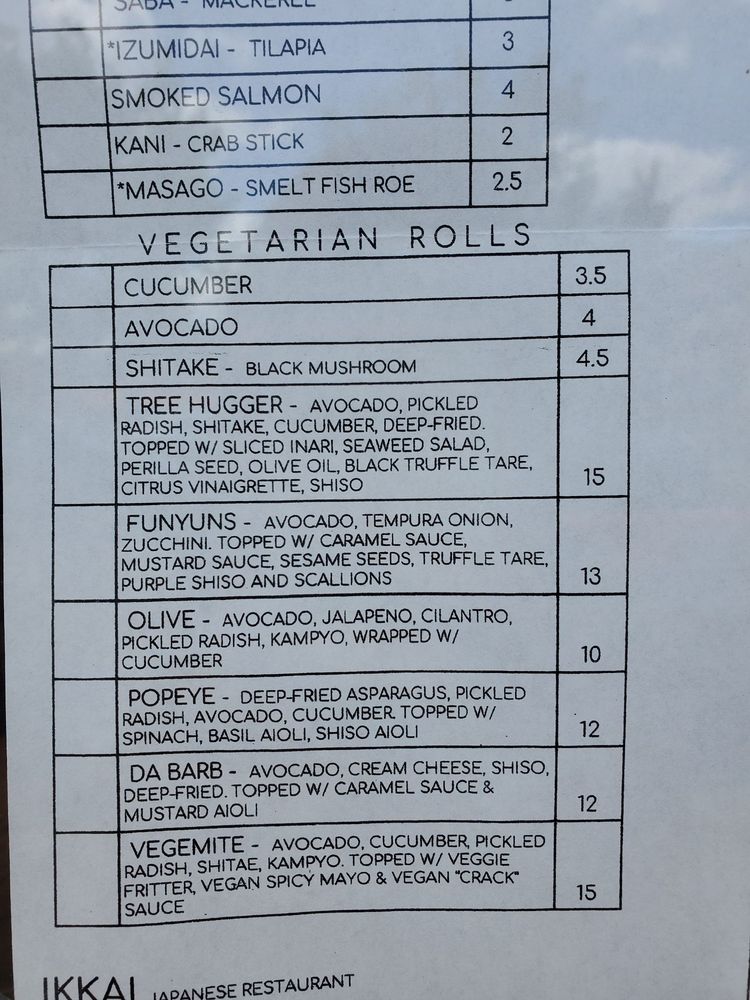 SABA - MACKEREL
*IZUMIDAI - TILAPIA 3
SMOKED SALMON 4
KANI - CRAB STICK 2
*MASAGO - SMELT FISH ROE 2.5
VEGETARIAN ROLLS
CUCUMBER 3.5
AVOCADO 4
SHITAKE - BLACK MUSHROOM 4.5
TREE HUGGER - AVOCADO, PICKLED
RADISH, SHITAKE, CUCUMBER, DEEP-FRIED.
TOPPED W/ SLICED INARI, SEAWEED SALAD,
PERILLA SEED, OLIVE OIL, BLACK TRUFFLE TARE,
CITRUS VINAIGRETTE, SHISO 15
FUNYUNS - AVOCADO, TEMPURA ONION,
ZUCCHINI. TOPPED W/ CARAMEL SAUCE,
MUSTARD SAUCE, SESAME SEEDS, TRUFFLE TARE,
PURPLE SHISO AND SCALLIONS 13
OLIVE - AVOCADO, JALAPENO, CILANTRO,
PICKLED RADISH, KAMPYO, WRAPPED W/
CUCUMBER 10
POPEYE - DEEP-FRIED ASPARAGUS, PICKLED
RADISH, AVOCADO, CUCUMBER. TOPPED W/
SPINACH, BASIL AIOLI, SHISO AIOLI 12
DA BARB - AVOCADO, CREAM CHEESE, SHISO,
DEEP-FRIED. TOPPED W/ CARAMEL SAUCE &
MUSTARD AIOLI 12
VEGEMITE - AVOCADO, CUCUMBER, PICKLED
RADISH, SHITAE, KAMPYO. TOPPED W/ VEGGIE
FRITTER, VEGAN SPICY MAYO & VEGAN "CRACK"
SAUCE 15
IKKAI JAPANESE RESTAURANT